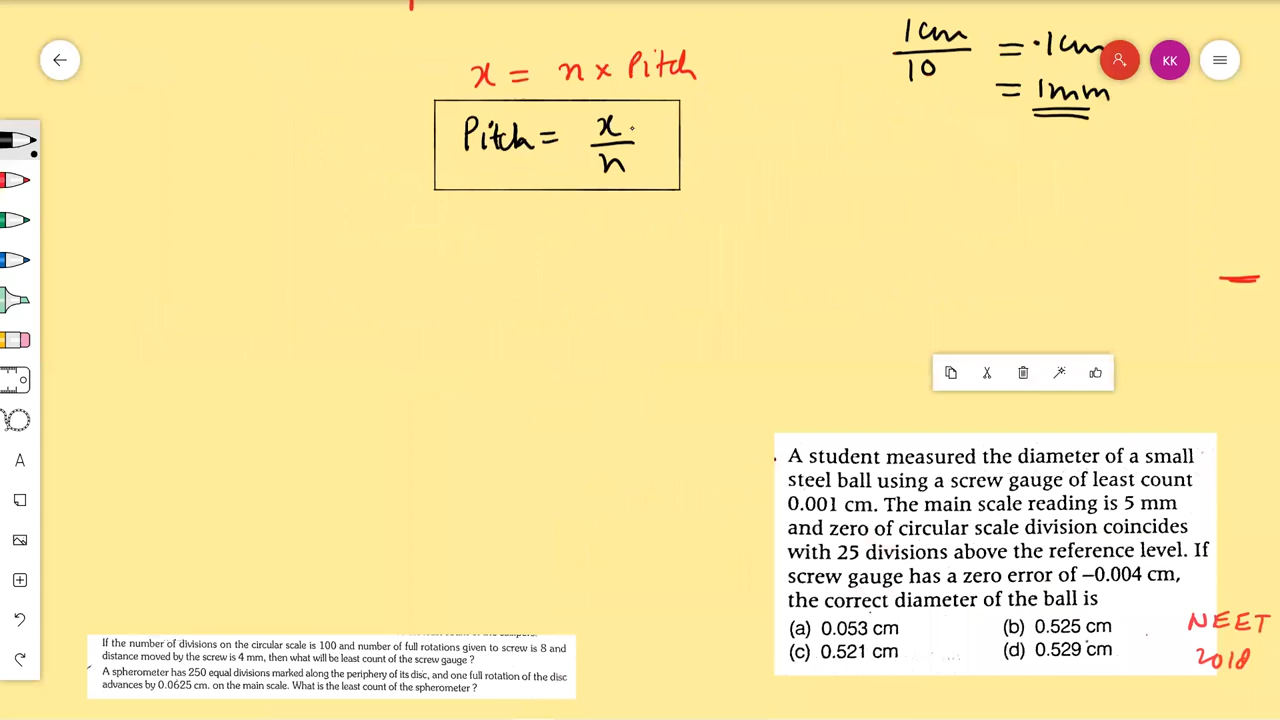 1cm
10
= .1cm
= 1mm
KK
x = n x Pitch
Pitch = x
n
A student measured the diameter of a small
steel ball using a screw gauge of least count
0.001 cm. The main scale reading is 5 mm
and zero of circular scale division coincides
with 25 divisions above the reference level. If
screw gauge has a zero error of –0.004 cm,
the correct diameter of the ball is
(a) 0.053 cm (b) 0.525 cm
(c) 0.521 cm (d) 0.529 cm
NEET
2018
If the number of divisions on the circular scale is 100 and number of full rotations given to screw is 8 and
distance moved by the screw is 4 mm, then what will be least count of the screw gauge ?
A spherometer has 250 equal divisions marked along the periphery of its disc, and one full rotation of the disc
advances by 0.0625 cm. on the main scale. What is the least count of the spherometer ?
A